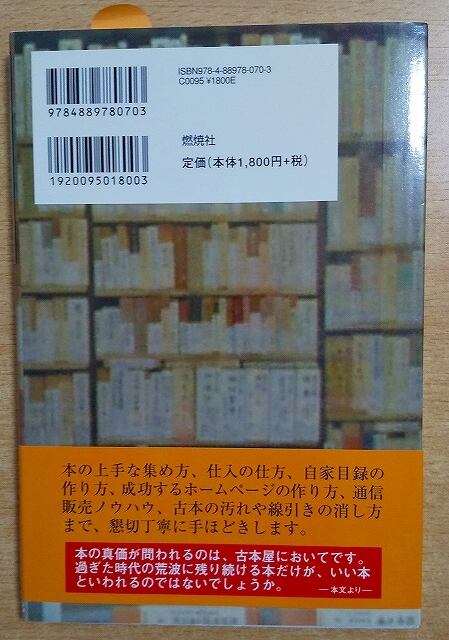 ISBN978-4-88978-070-3
C0095 ¥1800E
9784889780703
燃焼社
定価(本体1,800円+税)
1920095018003
本の上手な集め方、仕入の仕方、自家目録の
作り方、成功するホームページの作り方、通信
販売ノウハウ、古本の汚れや線引きの消し方
まで、懇切丁寧に手ほどきします。
本の真価が問われるのは、古本屋においてです。
過ぎた時代の荒波に残り続ける本だけが、いい本
といわれるのではないでしょうか。
―本文より―